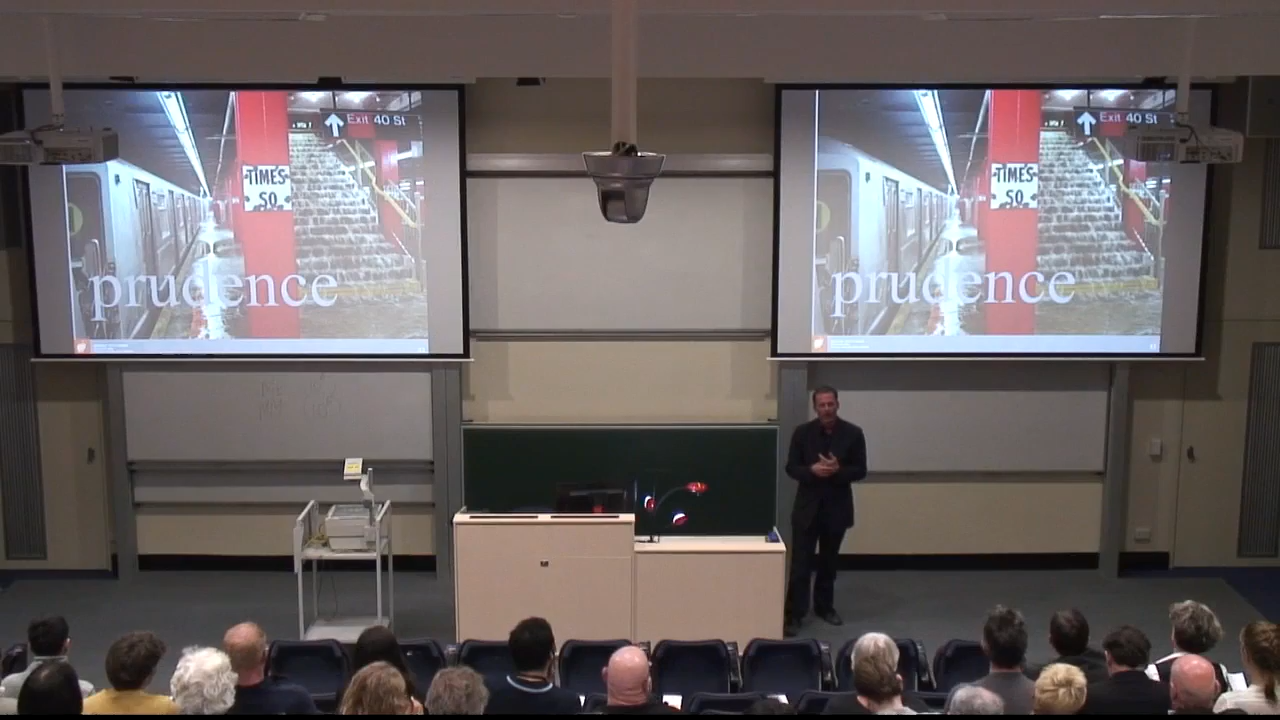 Exit 40 St
TIMES
SQ
prudence
Exit 40 St
TIMES
SQ
prudence